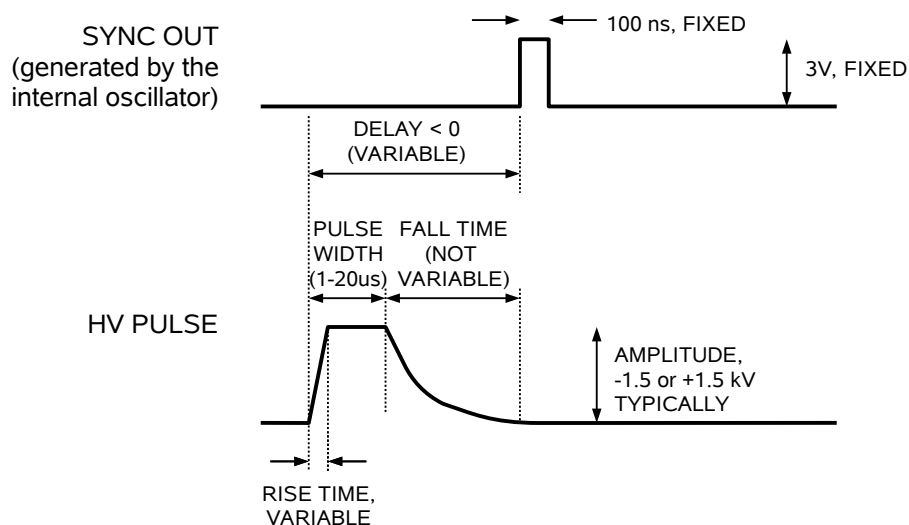 100 ns, FIXED
SYNC OUT
(generated by the
internal oscillator)
3V, FIXED
DELAY < 0
(VARIABLE)
PULSE
WIDTH
(1-20us)
FALL TIME
(NOT
VARIABLE)
HV PULSE
AMPLITUDE,
-1.5 or +1.5 kV
TYPICALLY
RISE TIME,
VARIABLE